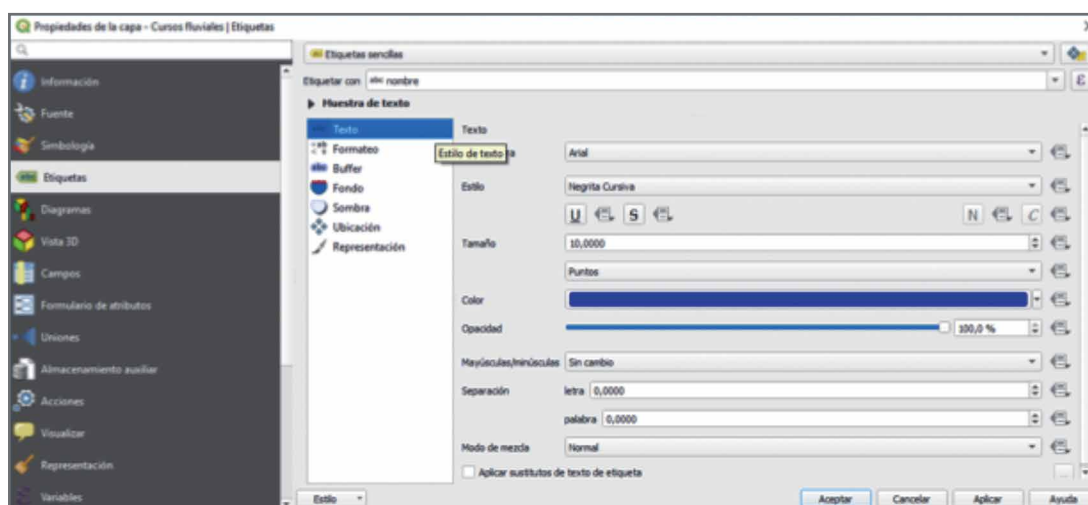 Propiedades de la capa - Cursos fluviales | Etiquetas
Información
Fuente
Simbología
Etiquetas
Diagramas
Vista 3D
Campos
Formulario de atributos
Uniones
Almacenamiento auxiliar
Acciones
Visualizar
Representación
Variables
Etiquetas sencillas
Etiquetar con abc nombre
Muestra de texto
Texto
Formateo
abc Buffer
Fondo
Sombra
Ubicación
Representación
Estilo de texto
Texto
Arial
Estilo Negrita Cursiva
U S N C
Tamaño 10,0000
Puntos
Color
Opacidad 100,0 %
Mayúsculas/minúsculas Sin cambio
Separación letra 0,0000
palabra 0,0000
Modo de mezcla Normal
Aplicar sustitutos de texto de etiqueta ...
Estilo Aceptar Cancelar Aplicar Ayuda